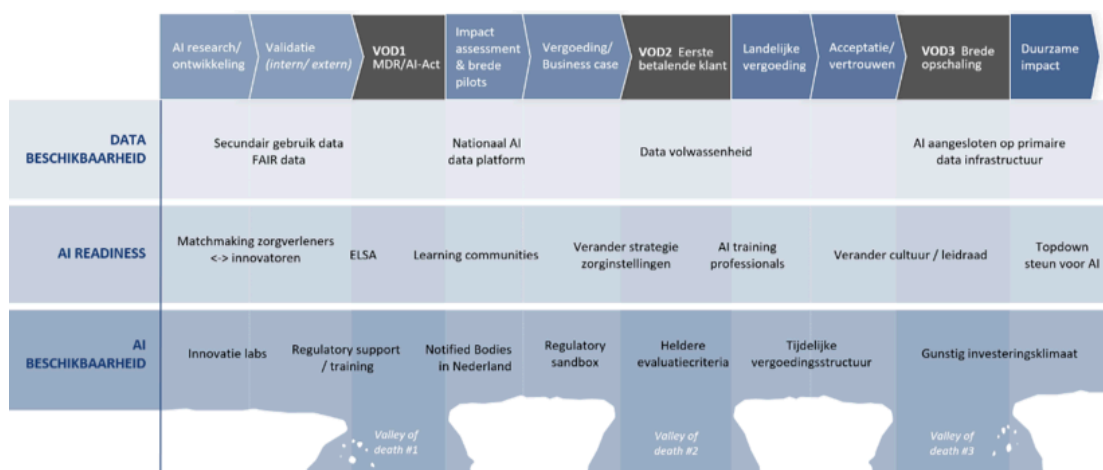 AI research/
ontwikkeling
Validatie
(intern/ extern)
VOD1
MDR/AI-Act
Impact
assessment
& brede
pilots
Vergoeding/
Business case
VOD2 Eerste
betalende klant
Landelijke
vergoeding
Acceptatie/
vertrouwen
VOD3 Brede
opschaling
Duurzame
impact
DATA
BESCHIKBAARHEID
Secundair gebruik data
FAIR data
Nationaal AI
data platform
Data volwassenheid
AI aangesloten op primaire
data infrastructuur
AI READINESS
Matchmaking zorgverleners
<-> innovatoren
ELSA
Learning communities
Verander strategie
zorginstellingen
AI training
professionals
Verander cultuur / leidraad
Topdown
steun voor AI
AI
BESCHIKBAARHEID
Innovatie labs
Regulatory support
/ training
Notified Bodies
in Nederland
Regulatory
sandbox
Heldere
evaluatiecriteria
Tijdelijke
vergoedingsstructuur
Gunstig investeringsklimaat
Valley of
death #1
Valley of
death #2
Valley of
death #3